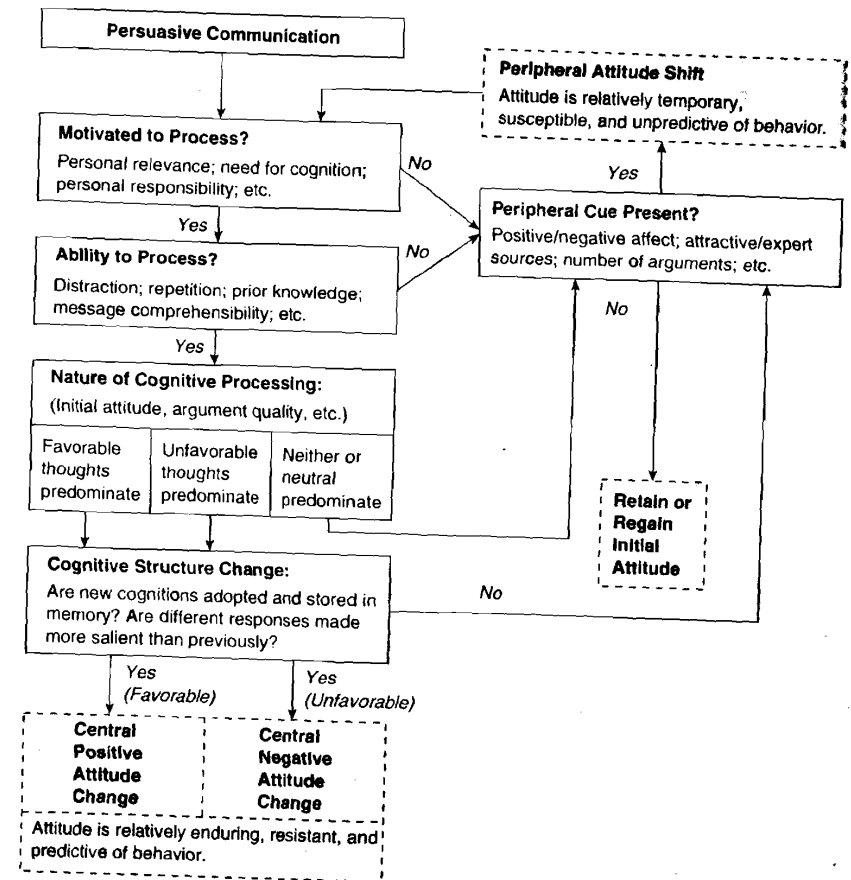 Persuasive Communication
Peripheral Attitude Shift
Attitude is relatively temporary,
susceptible, and unpredictive of behavior.
Motivated to Process?
Personal relevance; need for cognition;
personal responsibility; etc.
No
Yes
Yes
Peripheral Cue Present?
Positive/negative affect; attractive/expert
sources; number of arguments; etc.
Ability to Process?
Distraction; repetition; prior knowledge;
message comprehensibility; etc.
No
No
Yes
Nature of Cognitive Processing:
(Initial attitude, argument quality, etc.)
Favorable
thoughts
predominate
Unfavorable
thoughts
predominate
Neither or
neutral
predominate
Retain or
Regain
Initial
Attitude
Cognitive Structure Change:
Are new cognitions adopted and stored in
memory? Are different responses made
more salient than previously?
No
Yes
(Favorable)
Yes
(Unfavorable)
Central
Positive
Attitude
Change
Central
Negative
Attitude
Change
Attitude is relatively enduring, resistant, and
predictive of behavior.